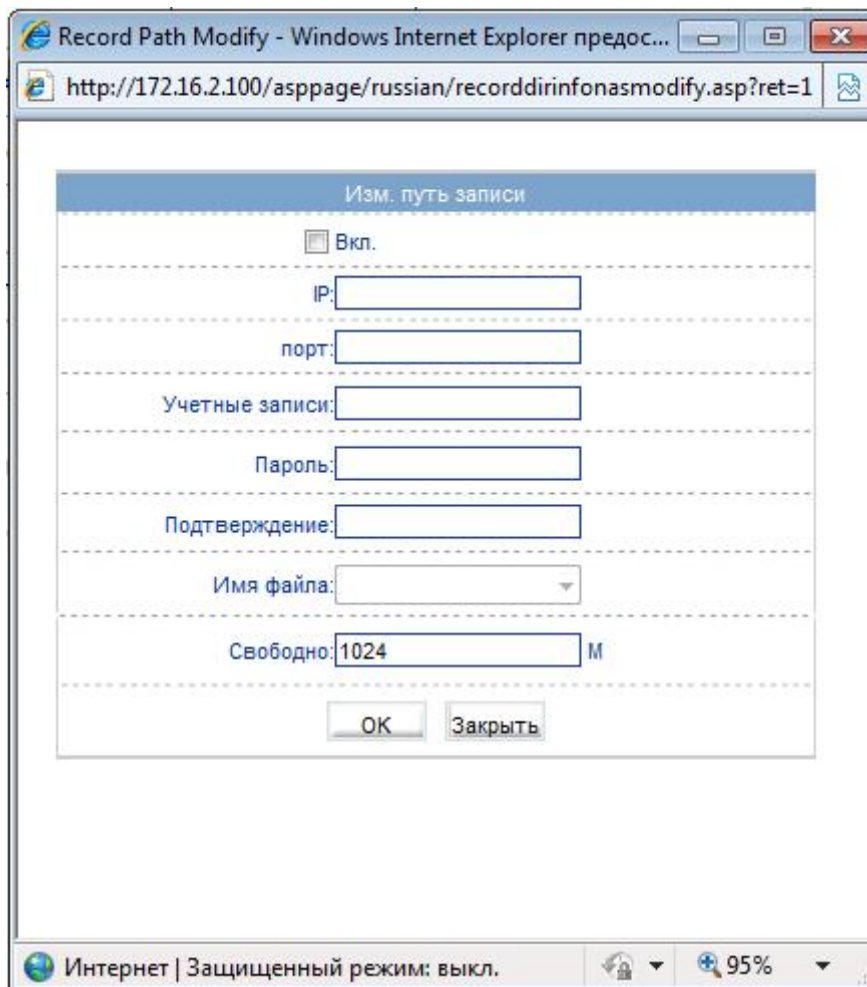 Record Path Modify - Windows Internet Explorer предос...
http://172.16.2.100/asppage/russian/recorddirinfonasmodify.asp?ret=1
Изм. путь записи
Вкл.
IP:
порт:
Учетные записи:
Пароль:
Подтверждение:
Имя файла:
Свободно: 1024 M
OK Закрыть
Интернет | Защищенный режим: выкл. 95%